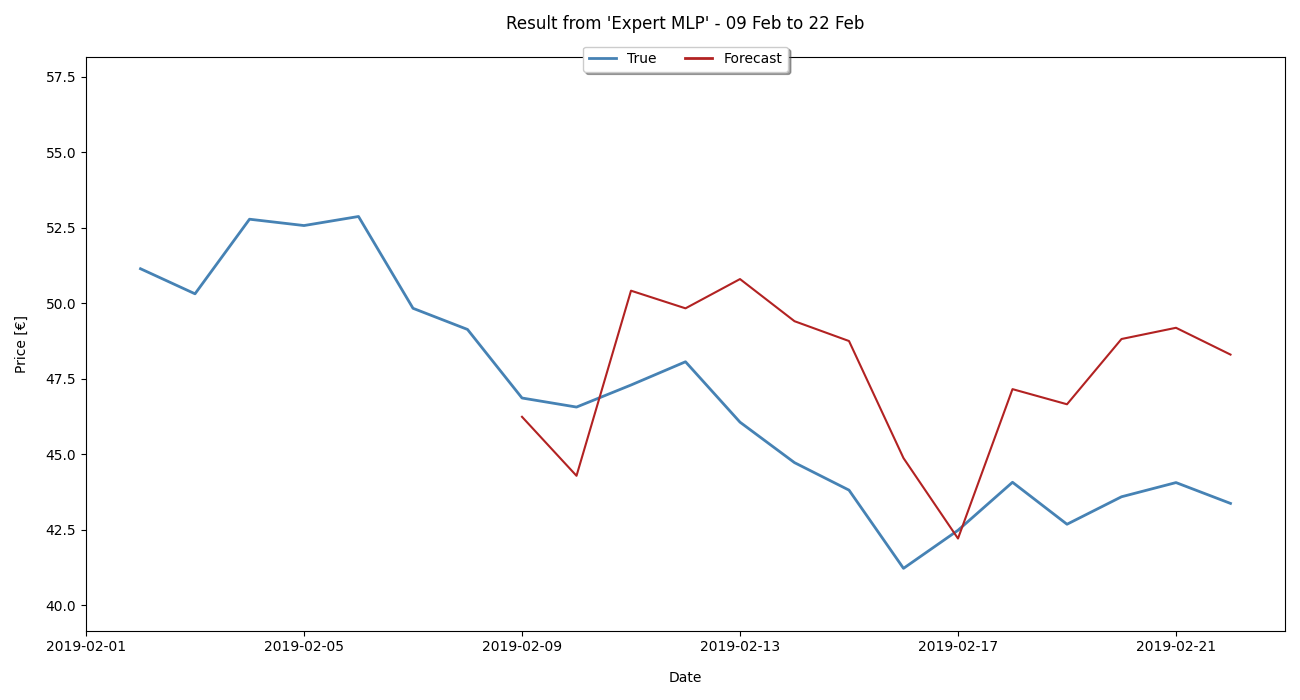 Result from 'Expert MLP' - 09 Feb to 22 Feb
True Forecast
57.5
55.0
52.5
50.0
47.5
45.0
42.5
40.0
Price [€]
2019-02-01 2019-02-05 2019-02-09 2019-02-13 2019-02-17 2019-02-21
Date